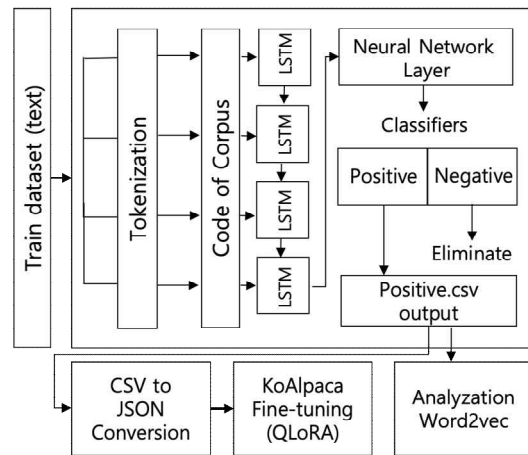 Train dataset (text)
Tokenization
Code of Corpus
LSTM
LSTM
LSTM
LSTM
Neural Network
Layer
Classifiers
Positive
Negative
Eliminate
Positive.csv
output
CSV to
JSON
Conversion
KoAlpaca
Fine-tuning
(QLoRA)
Analyzation
Word2vec